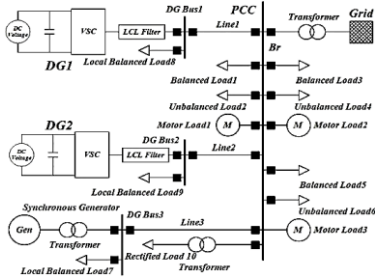 DG Bus1
PCC
Transformer
Grid
DC Voltage
VSC
LCL Filter
Line1
Br
Local Balanced Load8
DG1
Balanced Load1
Balanced Load3
Unbalanced Load2
Unbalanced Load4
Motor Load1
M
M
Motor Load2
DG2
DG Bus2
DC Voltage
VSC
LCL Filter
Line2
Balanced Load5
Local Balanced Load9
Unbalanced Load6
Synchronous Generator
DG Bus3
Gen
Line3
M
Motor Load3
Transformer
Rectified Load 10
Transformer
Local Balanced Load7